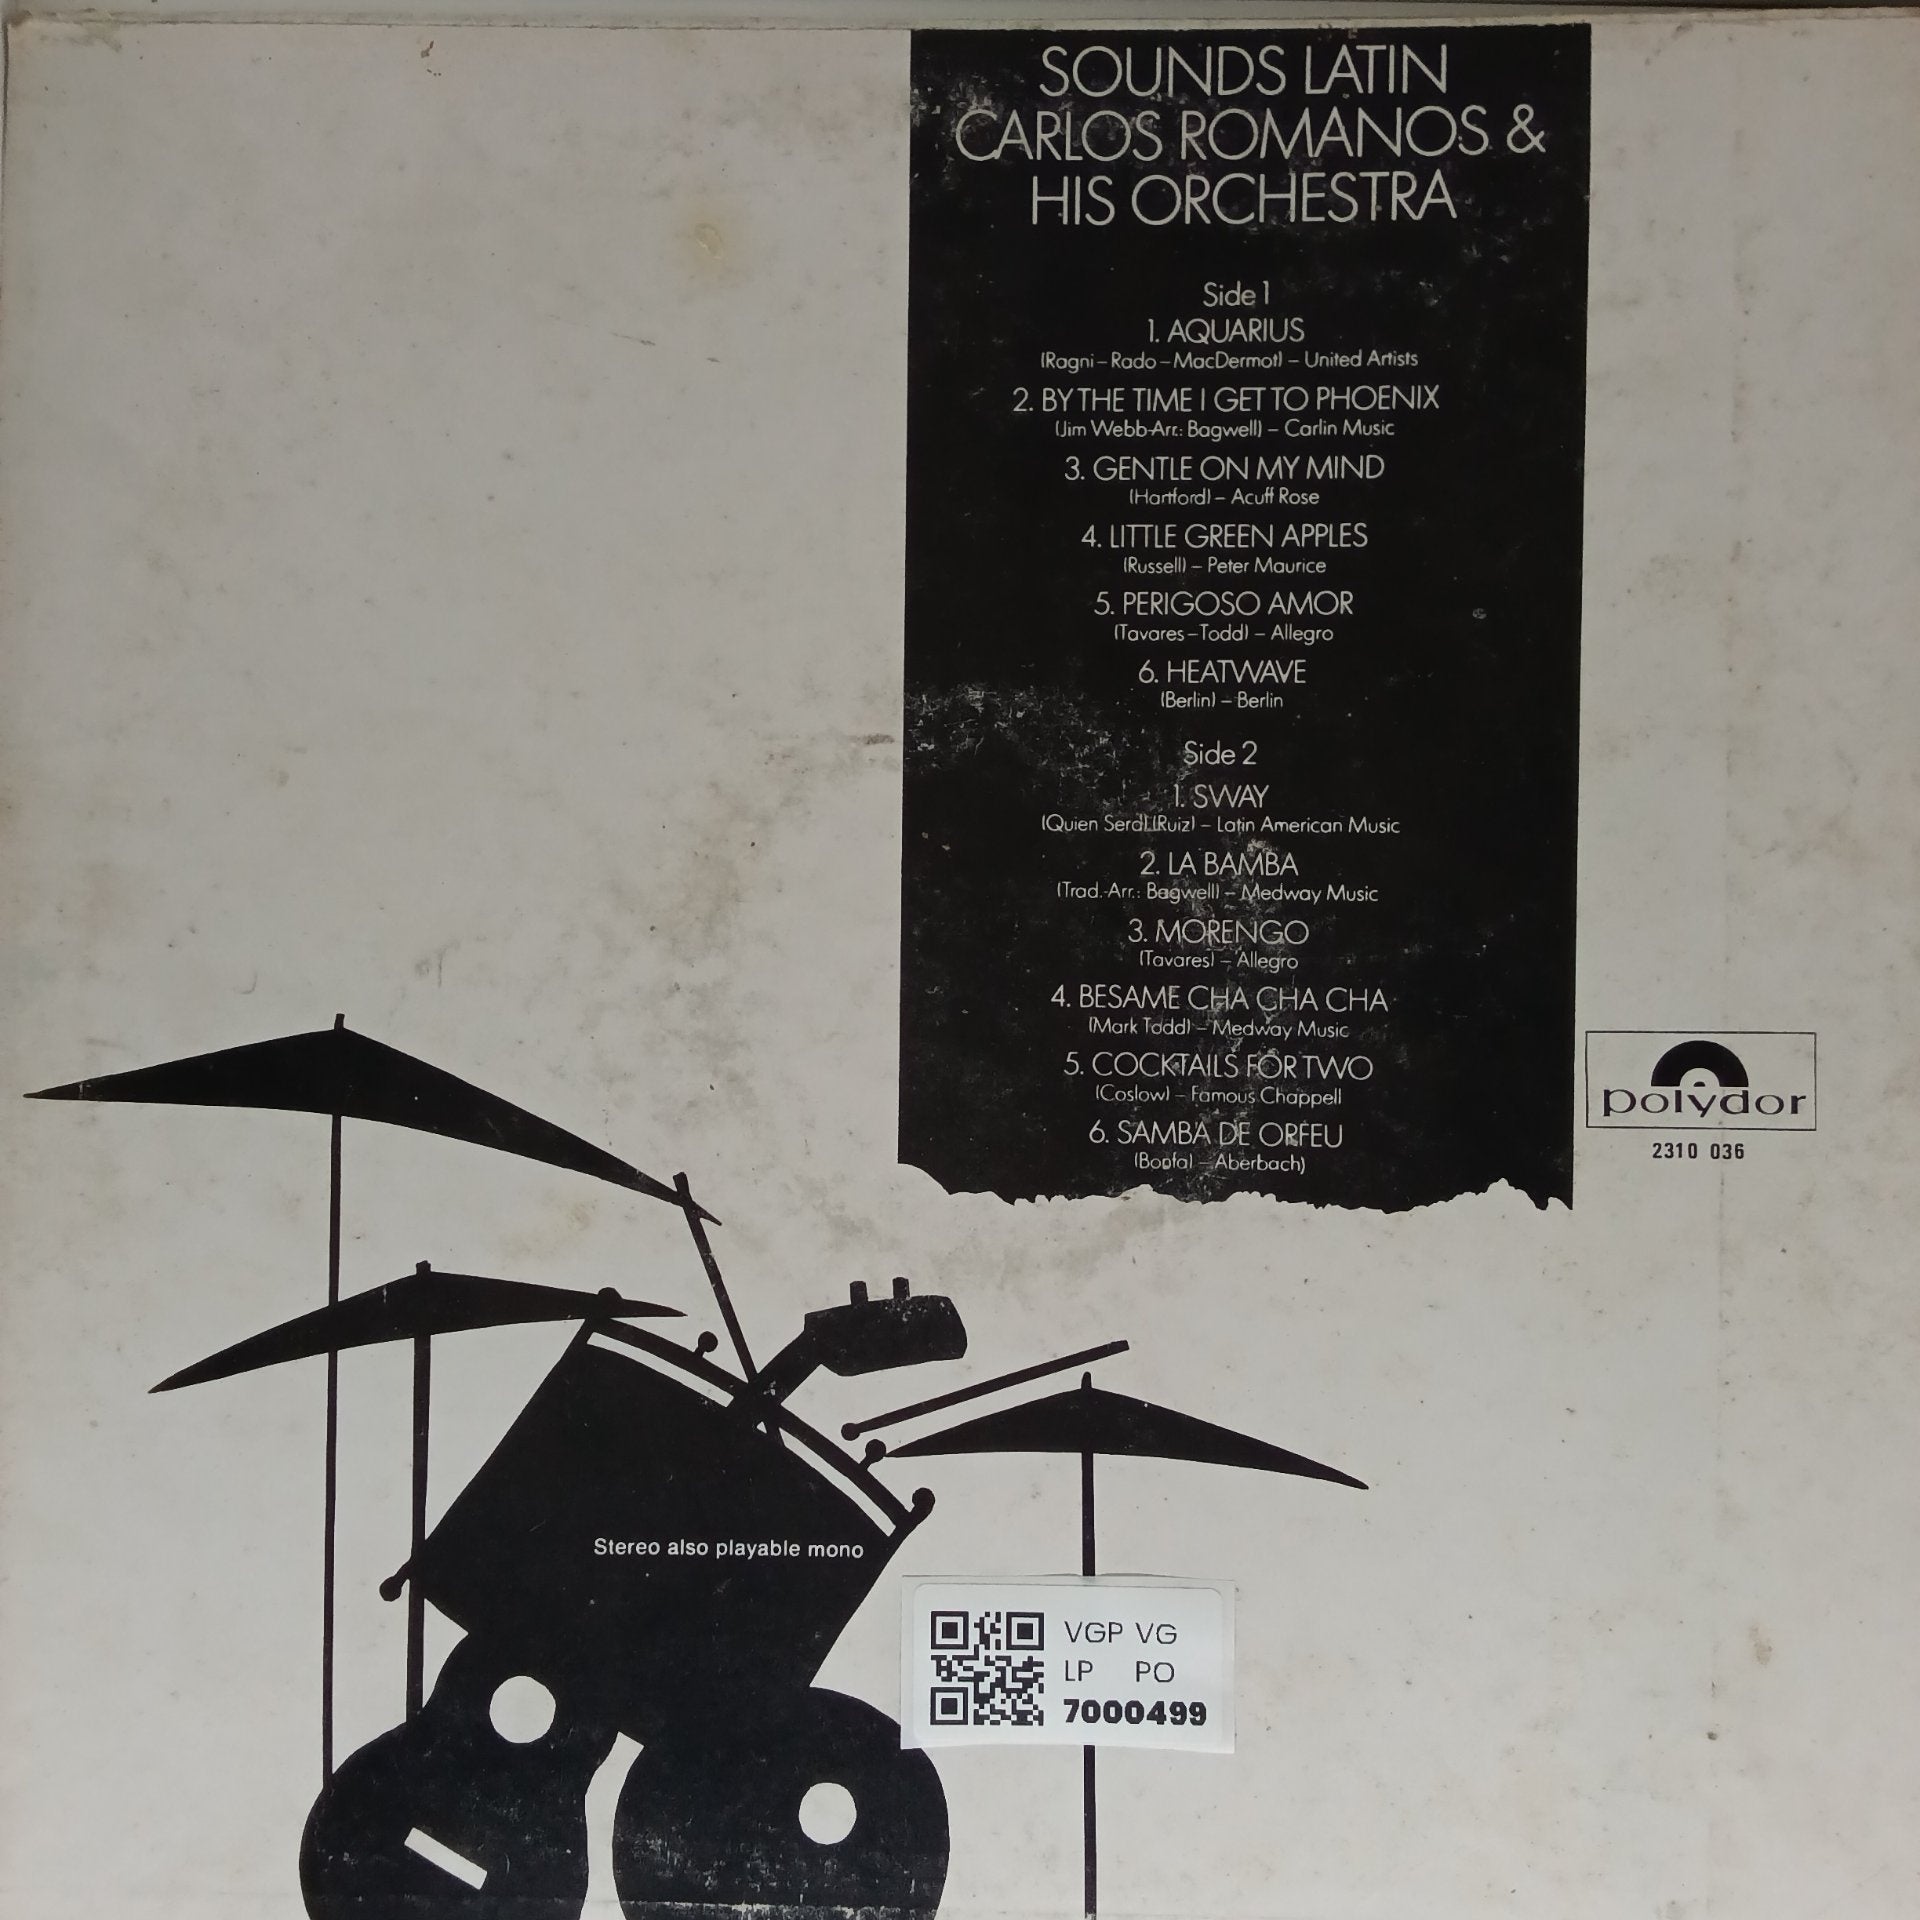 SOUNDS LATIN
CARLOS ROMANOS &
HIS ORCHESTRA
Side 1
1. AQUARIUS
(Ragni – Rado – MacDermot) – United Artists
2. BY THE TIME I GET TO PHOENIX
(Jim Webb-Arr.: Bagwell) – Carlin Music
3. GENTLE ON MY MIND
(Hartford) – Acuff Rose
4. LITTLE GREEN APPLES
(Russell) – Peter Maurice
5. PERIGOSO AMOR
(Tavares – Todd) – Allegro
6. HEATWAVE
(Berlin) – Berlin
Side 2
1. SWAY
(Quien Sera) (Ruiz) – Latin American Music
2. LA BAMBA
(Trad.-Arr.: Bagwell) – Medway Music
3. MORENGO
(Tavares) – Allegro
4. BESAME CHA CHA CHA
(Mark Todd) – Medway Music
5. COCKTAILS FOR TWO
(Coslow) – Famous Chappell
6. SAMBA DE ORFEU
(Bonfa) – Aberbach)
polydor
2310 036
Stereo also playable mono
VGP VG
LP PO
7000499